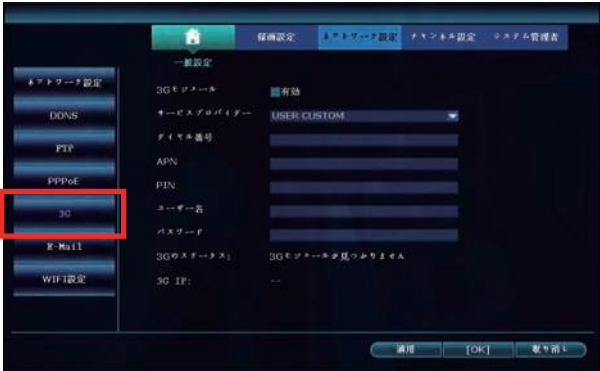 録画設定 ネットワーク設定 チャンネル設定 システム管理者
一般設定
ネットワーク設定
DDNS
FTP
PPPoE
3G
E-Mail
WIFI設定
3Gモジュール 有効
サービスプロバイダー USER CUSTOM
ダイヤル番号
APN
PIN
ユーザー名
パスワード
3Gのステータス: 3Gモジュールが見つかりません
3G IP: --
適用 [OK] 取り消し